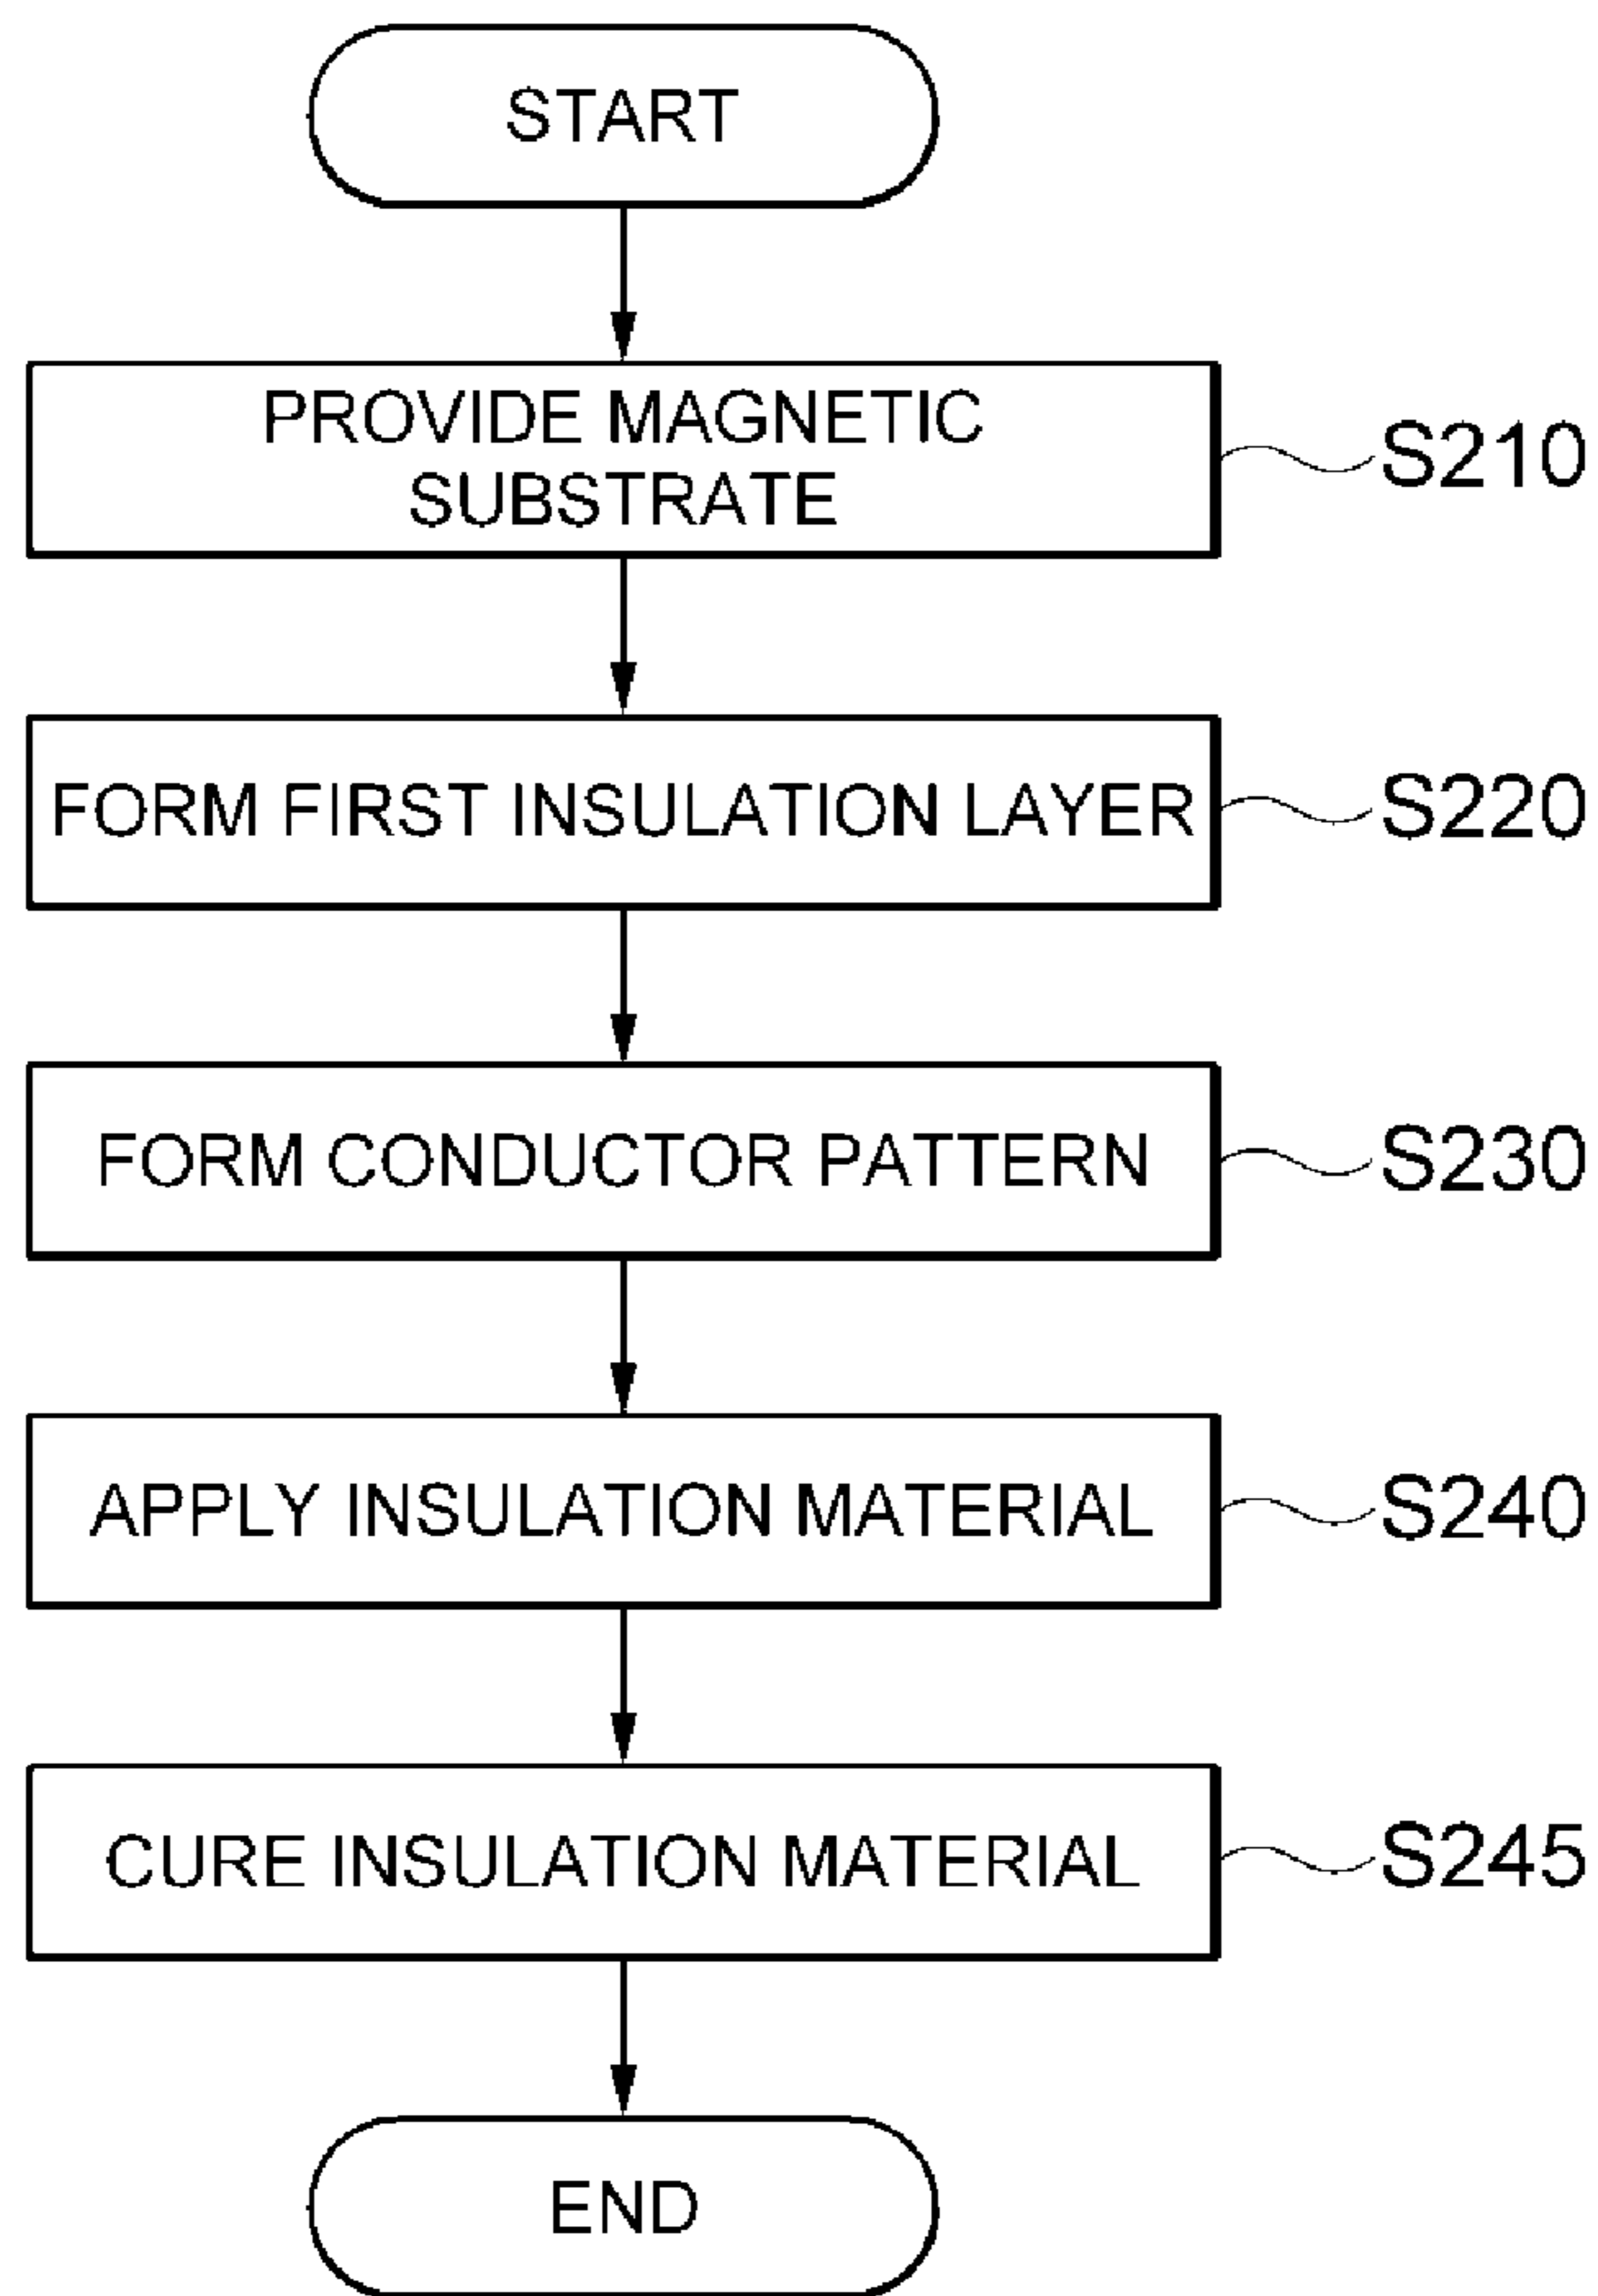 START
PROVIDE MAGNETIC
SUBSTRATE
S210
FORM FIRST INSULATION LAYER
S220
FORM CONDUCTOR PATTERN
S230
APPLY INSULATION MATERIAL
S240
CURE INSULATION MATERIAL
S245
END